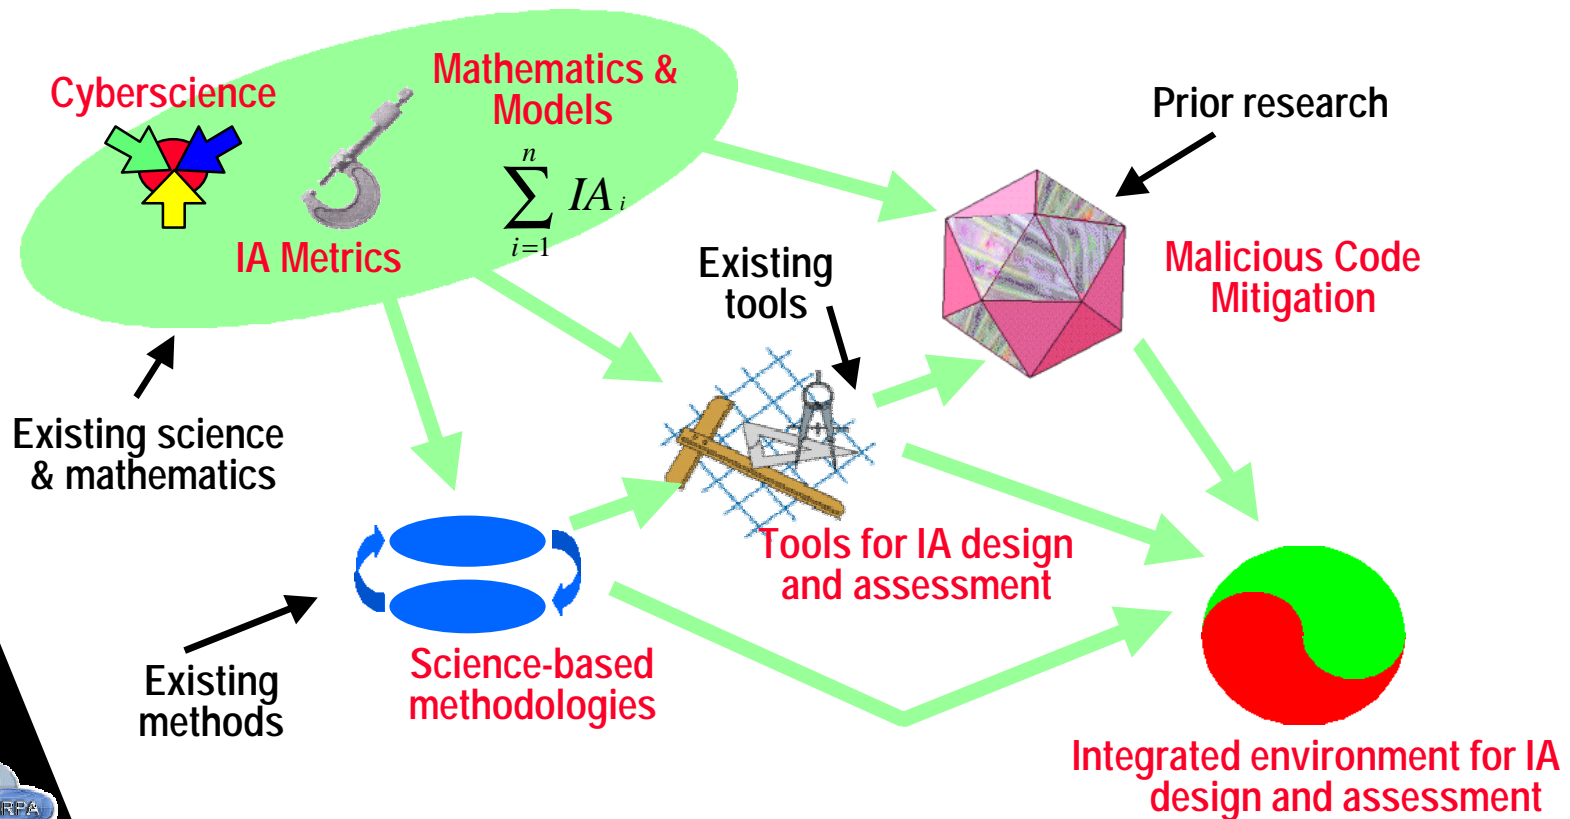 Cyberscience
Mathematics &
Models
n
∑ IA i
i=1
IA Metrics
Prior research
Existing
tools
Malicious Code
Mitigation
Existing science
& mathematics
Tools for IA design
and assessment
Existing
methods
Science-based
methodologies
Integrated environment for IA
design and assessment